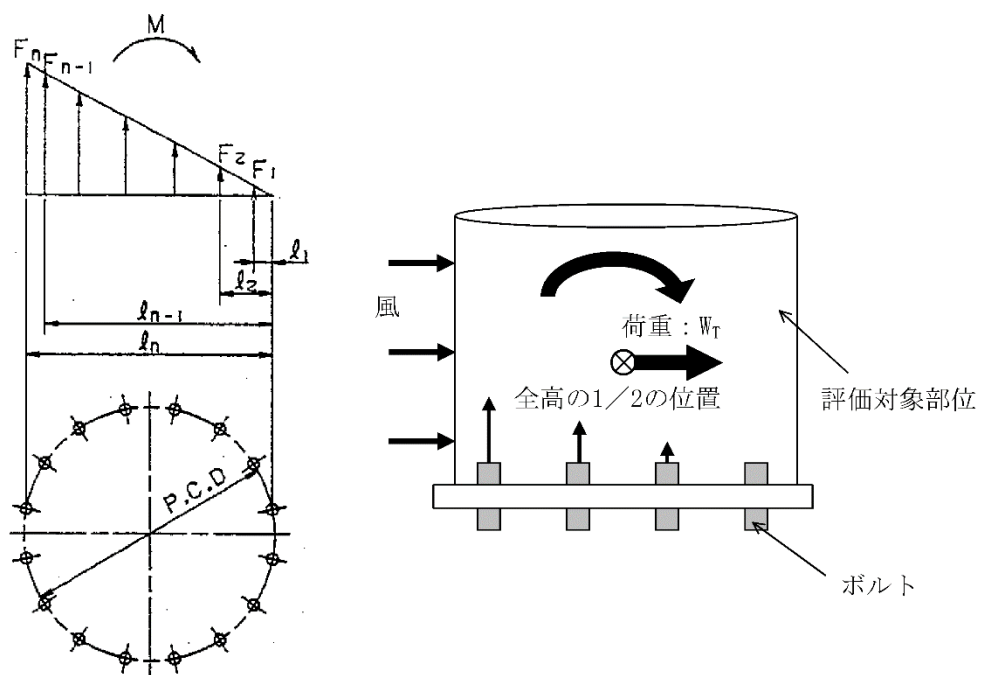 M
Fn
Fn-1
F2
F1
ℓ1
ℓ2
ℓn-1
ℓn
P.C.D
風
荷重：WT
全高の1／2の位置
評価対象部位
ボルト